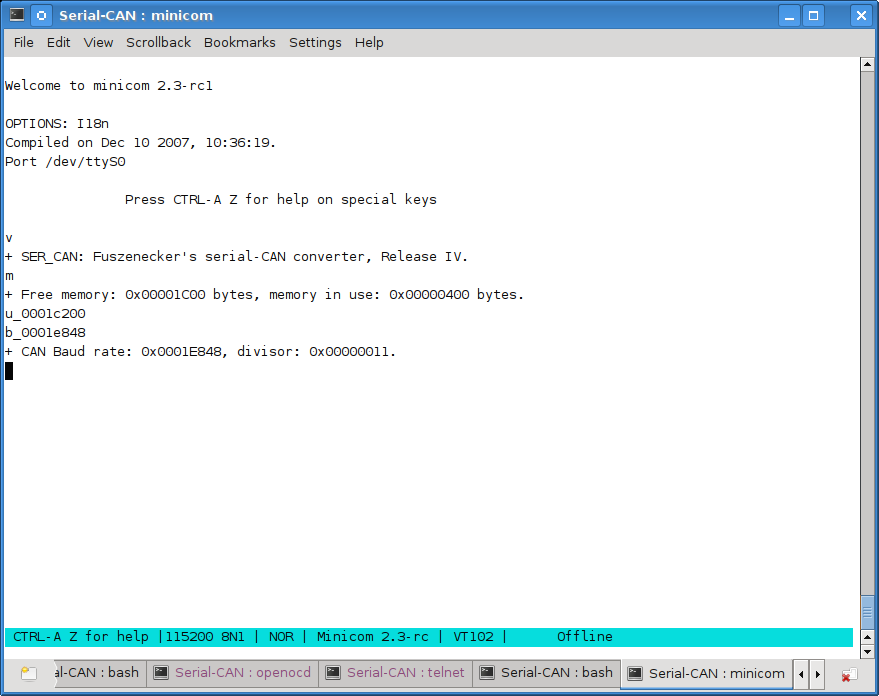 Serial-CAN : minicom
File Edit View Scrollback Bookmarks Settings Help
Welcome to minicom 2.3-rc1
OPTIONS: I18n
Compiled on Dec 10 2007, 10:36:19.
Port /dev/ttyS0
Press CTRL-A Z for help on special keys
v
+ SER_CAN: Fuszenecker's serial-CAN converter, Release IV.
m
+ Free memory: 0x00001C00 bytes, memory in use: 0x00000400 bytes.
u_0001c200
b_0001e848
+ CAN Baud rate: 0x0001E848, divisor: 0x00000011.
CTRL-A Z for help |115200 8N1 | NOR | Minicom 2.3-rc | VT102 | Offline
al-CAN : bash Serial-CAN : openocd Serial-CAN : telnet Serial-CAN : bash Serial-CAN : minicom